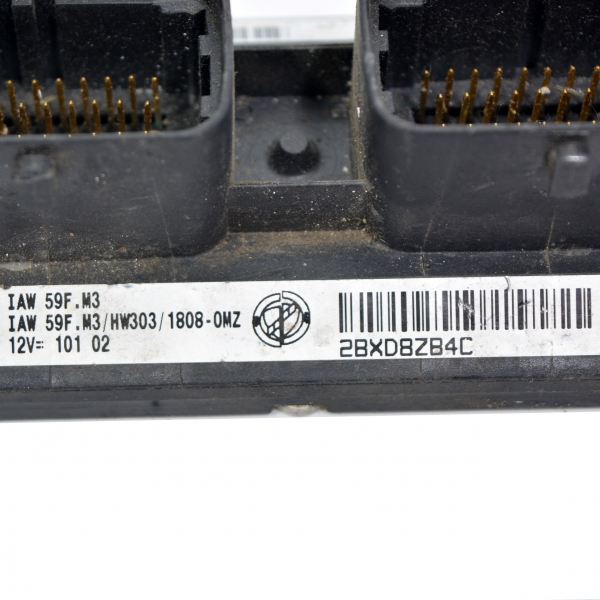 IAW 59F.M3
IAW 59F.M3/HW303/1808-0MZ
12V= 101 02
2BXD8ZB4C